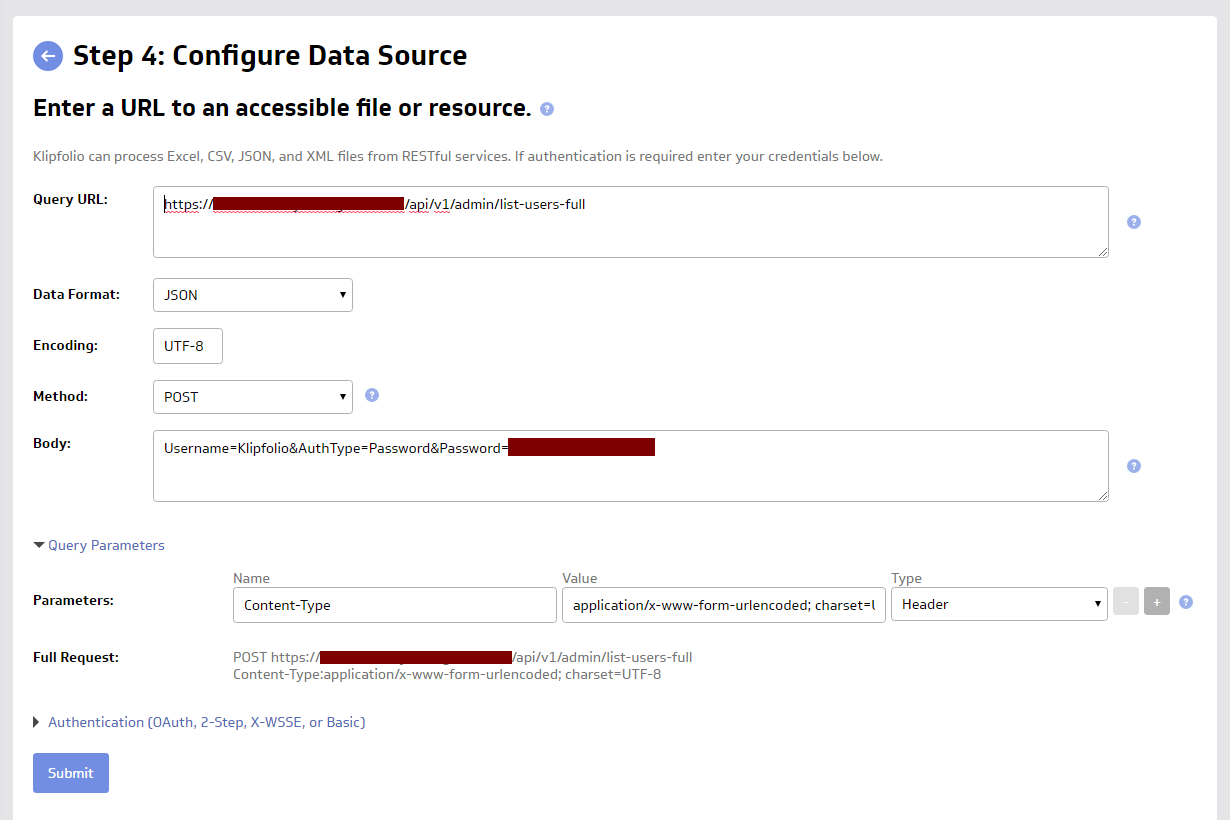 Step 4: Configure Data Source
Enter a URL to an accessible file or resource. ?
Klipfolio can process Excel, CSV, JSON, and XML files from RESTful services. If authentication is required enter your credentials below.
Query URL: https:// /api/v1/admin/list-users-full ?
Data Format: JSON
Encoding: UTF-8
Method: POST ?
Body: Username=Klipfolio&AuthType=Password&Password= ?
Query Parameters
Name Value Type
Parameters: Content-Type application/x-www-form-urlencoded; charset= Header - + ?
Full Request: POST https:// /api/v1/admin/list-users-full
Content-Type:application/x-www-form-urlencoded; charset=UTF-8
Authentication (OAuth, 2-Step, X-WSSE, or Basic)
Submit